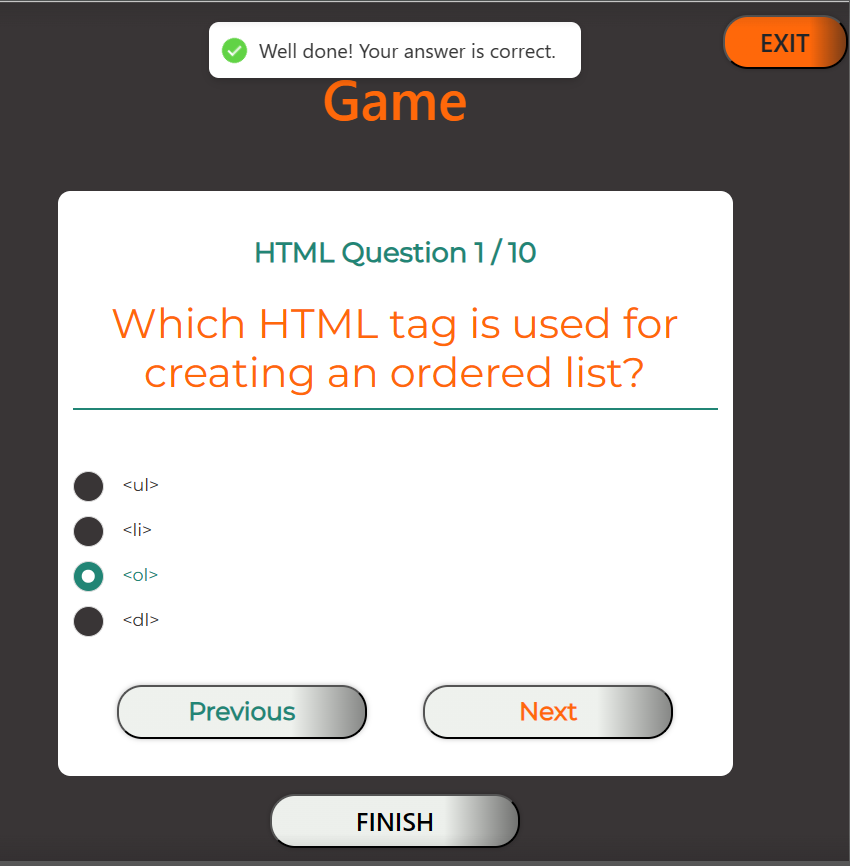 Well done! Your answer is correct.
EXIT
Game
HTML Question 1 / 10
Which HTML tag is used for
creating an ordered list?
<ul>
<li>
<ol>
<dl>
Previous
Next
FINISH